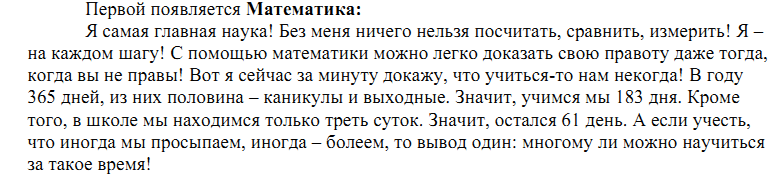 Первой появляется Математика:
Я самая главная наука! Без меня ничего нельзя посчитать, сравнить, измерить! Я –
на каждом шагу! С помощью математики можно легко доказать свою правоту даже тогда,
когда вы не правы! Вот я сейчас за минуту докажу, что учиться-то нам некогда! В году
365 дней, из них половина – каникулы и выходные. Значит, учимся мы 183 дня. Кроме
того, в школе мы находимся только треть суток. Значит, остался 61 день. А если учесть,
что иногда мы просыпаем, иногда – болеем, то вывод один: многому ли можно научиться
за такое время!